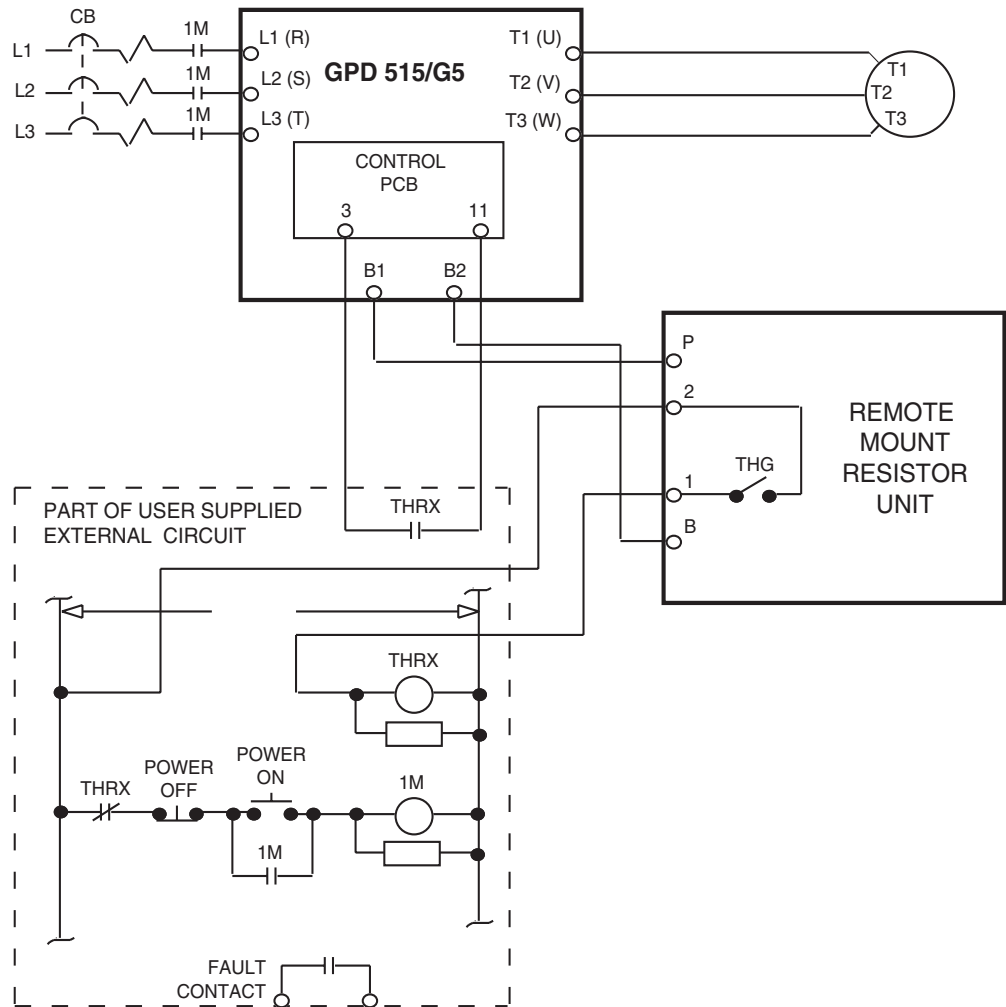 CB
1M
L1
L1 (R)
T1 (U)
1M
L2
L2 (S)
GPD 515/G5
T2 (V)
1M
L3
L3 (T)
T3 (W)
T1
T2
T3
CONTROL
PCB
3
11
B1
B2
P
2
THG
1
B
REMOTE
MOUNT
RESISTOR
UNIT
PART OF USER SUPPLIED
EXTERNAL CIRCUIT
THRX
THRX
THRX
POWER
OFF
POWER
ON
1M
1M
FAULT
CONTACT